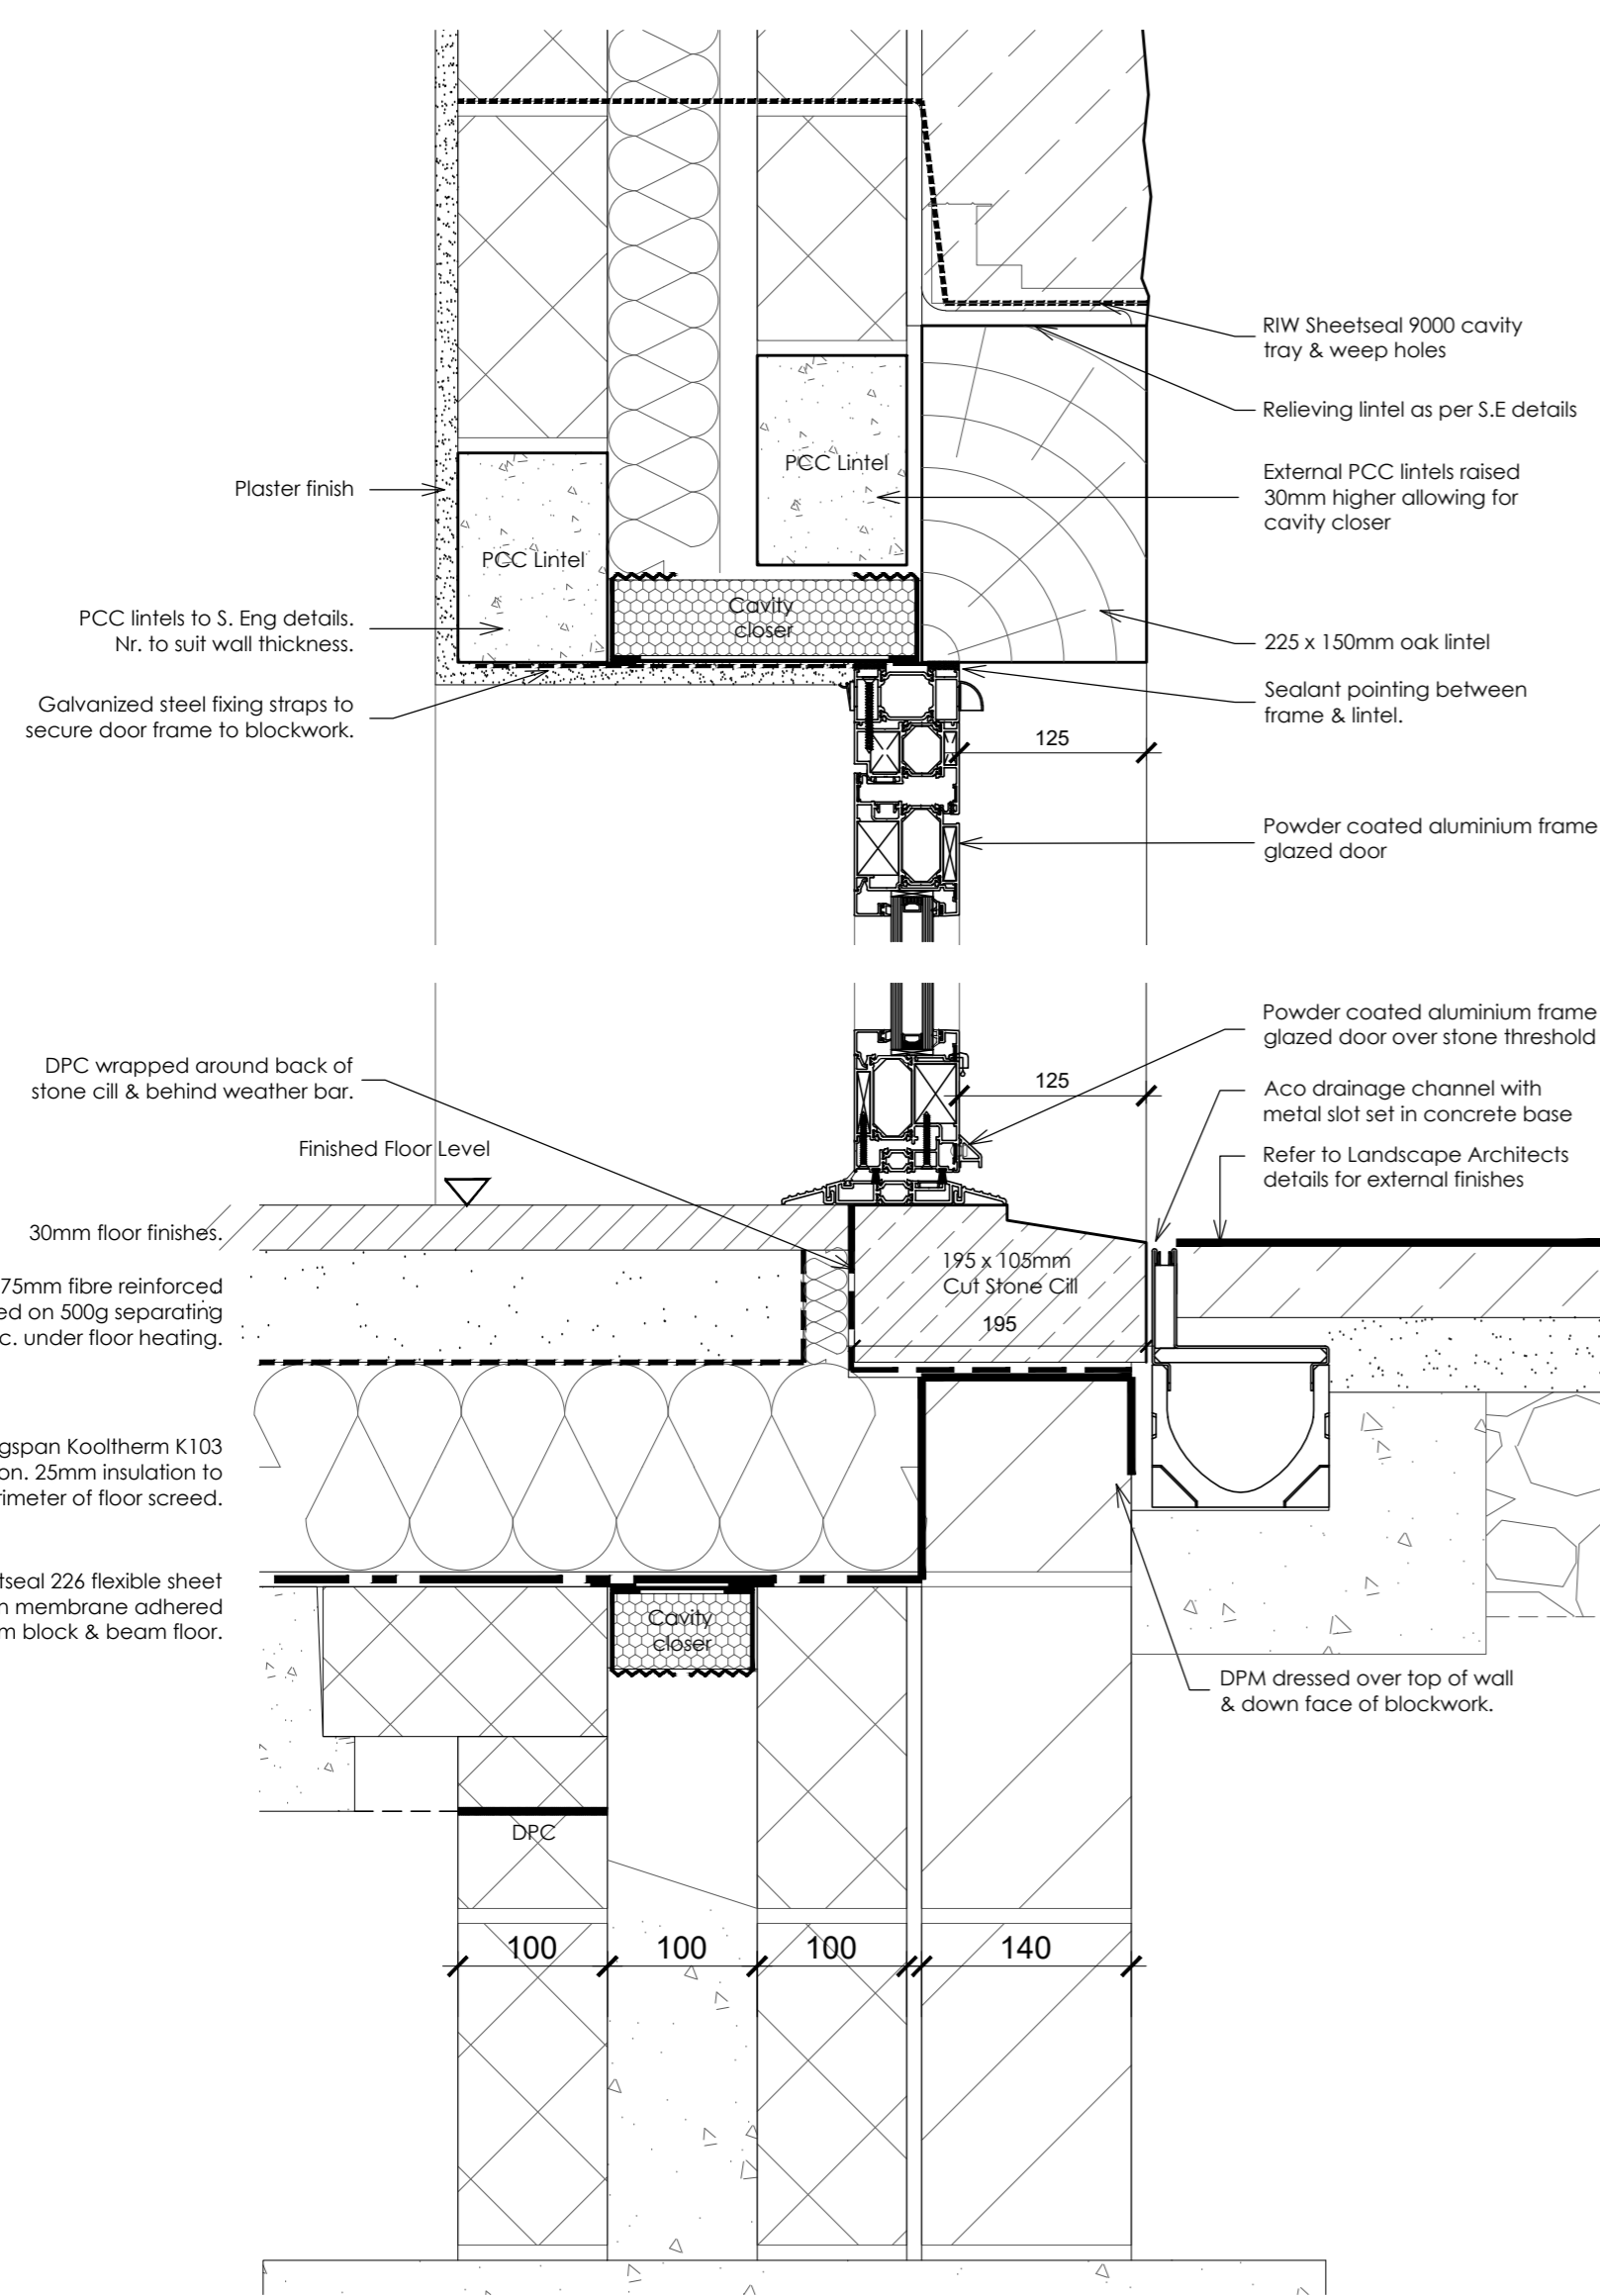 RIW Sheetseal 9000 cavity
tray & weep holes
Relieving lintel as per S.E details
PCC Lintel
External PCC lintels raised
30mm higher allowing for
cavity closer
Plaster finish
PCC Lintel
Cavity
closer
PCC lintels to S. Eng details.
Nr. to suit wall thickness.
225 x 150mm oak lintel
Galvanized steel fixing straps to
secure door frame to blockwork.
Sealant pointing between
frame & lintel.
125
Powder coated aluminium frame
glazed door
Powder coated aluminium frame
glazed door over stone threshold
DPC wrapped around back of
stone cill & behind weather bar.
125
Aco drainage channel with
metal slot set in concrete base
Finished Floor Level
Refer to Landscape Architects
details for external finishes
30mm floor finishes.
195 x 105mm
Cut Stone Cill
195
75mm fibre reinforced
ed on 500g separating
c. under floor heating.
gspan Kooltherm K103
on. 25mm insulation to
rimeter of floor screed.
tseal 226 flexible sheet
n membrane adhered
m block & beam floor.
Cavity
closer
DPM dressed over top of wall
& down face of blockwork.
DPC
100 100 100 140